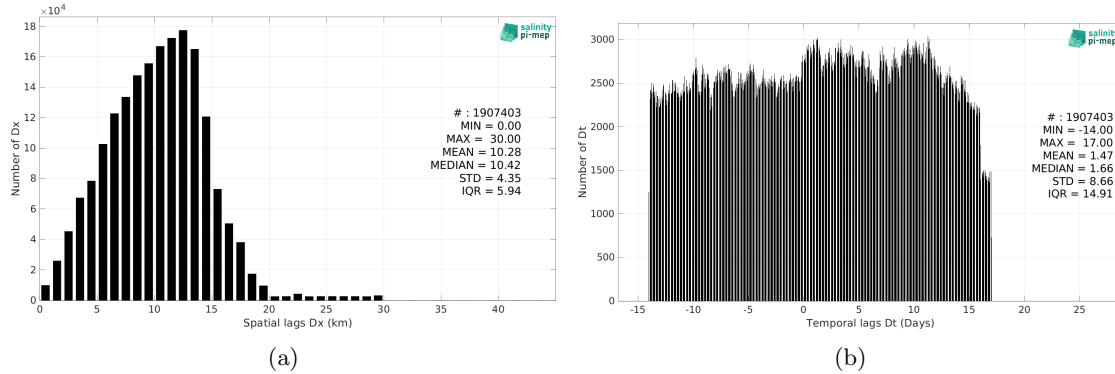 ×10⁴
18
16
14
12
10
8
6
4
2
0
Number of Dx
0 5 10 15 20 25 30 35 40
Spatial lags Dx (km)
salinity
pi-mep
# : 1907403
MIN = 0.00
MAX = 30.00
MEAN = 10.28
MEDIAN = 10.42
STD = 4.35
IQR = 5.94
(a)
3000
2500
2000
1500
1000
500
0
Number of Dt
-15 -10 -5 0 5 10 15 20 25
Temporal lags Dt (Days)
salinity
pi-mep
# : 1907403
MIN = -14.00
MAX = 17.00
MEAN = 1.47
MEDIAN = 1.66
STD = 8.66
IQR = 14.91
(b)